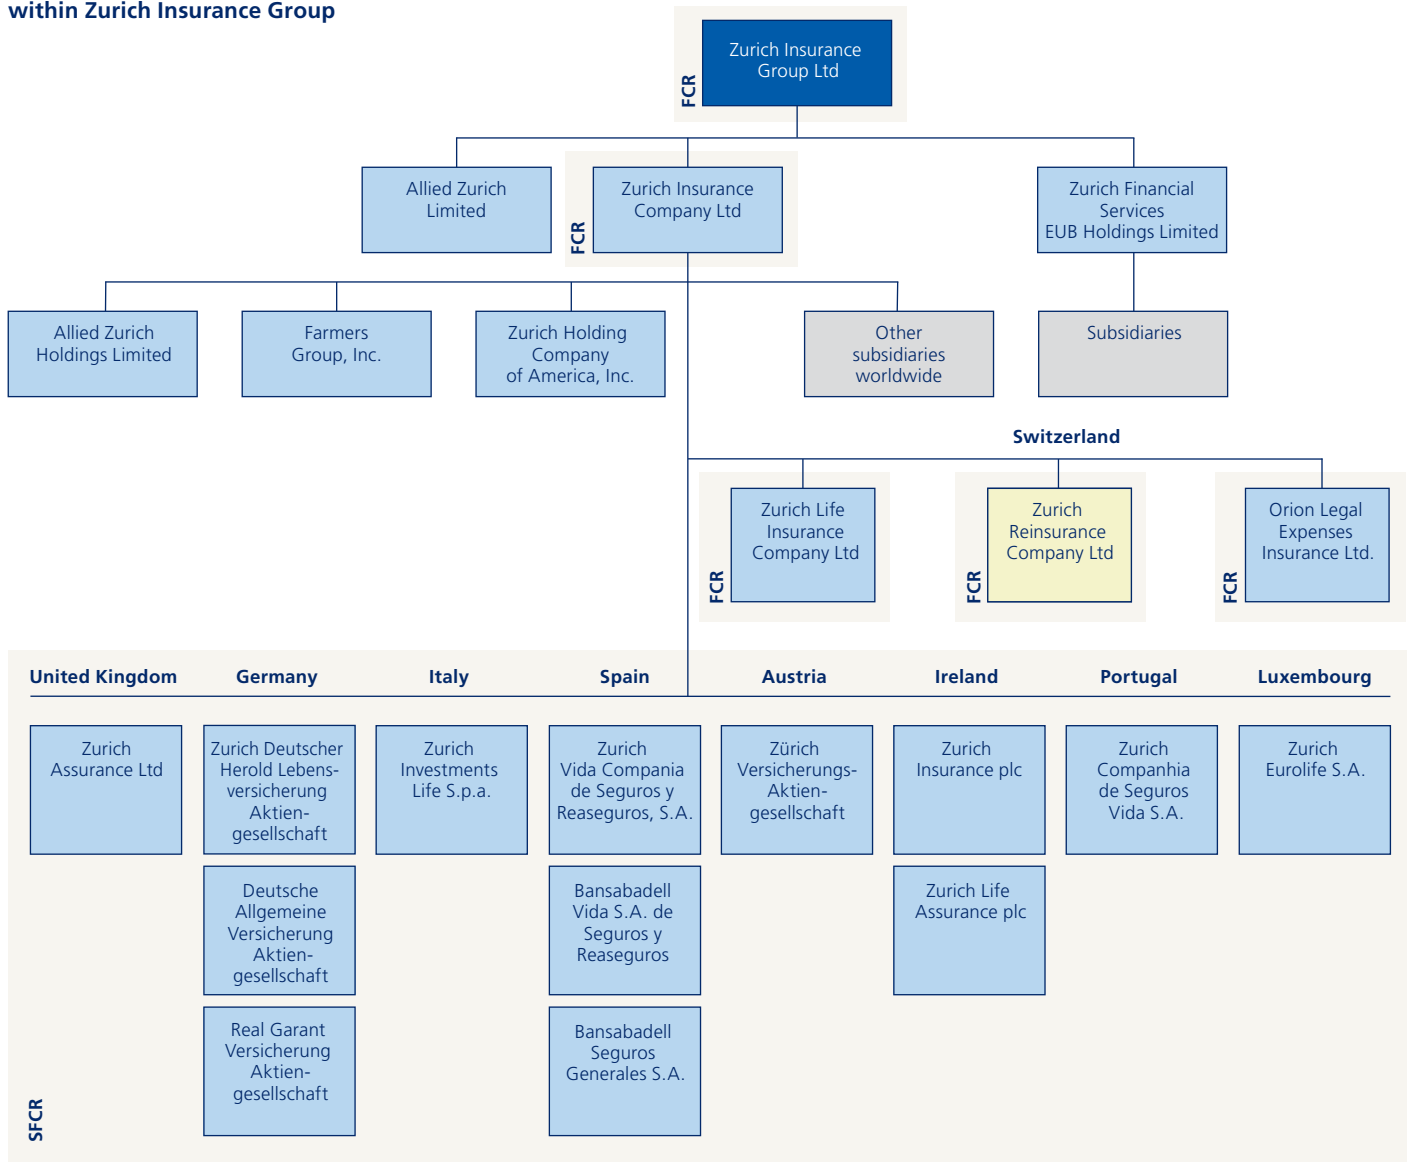 within Zurich Insurance Group
Zurich Insurance
Group Ltd
FCR
Allied Zurich
Limited
Zurich Insurance
Company Ltd
FCR
Zurich Financial
Services
EUB Holdings Limited
Allied Zurich
Holdings Limited
Farmers
Group, Inc.
Zurich Holding
Company
of America, Inc.
Other
subsidiaries
worldwide
Subsidiaries
Switzerland
Zurich Life
Insurance
Company Ltd
FCR
Zurich
Reinsurance
Company Ltd
FCR
Orion Legal
Expenses
Insurance Ltd.
FCR
United Kingdom
Germany
Italy
Spain
Austria
Ireland
Portugal
Luxembourg
Zurich
Assurance Ltd
Zurich Deutscher
Herold Lebens-
versicherung
Aktien-
gesellschaft
Zurich
Investments
Life S.p.a.
Zurich
Vida Compania
de Seguros y
Reaseguros, S.A.
Zürich
Versicherungs-
Aktien-
gesellschaft
Zurich
Insurance plc
Zurich
Companhia
de Seguros
Vida S.A.
Zurich
Eurolife S.A.
Deutsche
Allgemeine
Versicherung
Aktien-
gesellschaft
Bansabadell
Vida S.A. de
Seguros y
Reaseguros
Zurich Life
Assurance plc
Real Garant
Versicherung
Aktien-
gesellschaft
Bansabadell
Seguros
Generales S.A.
SFCR